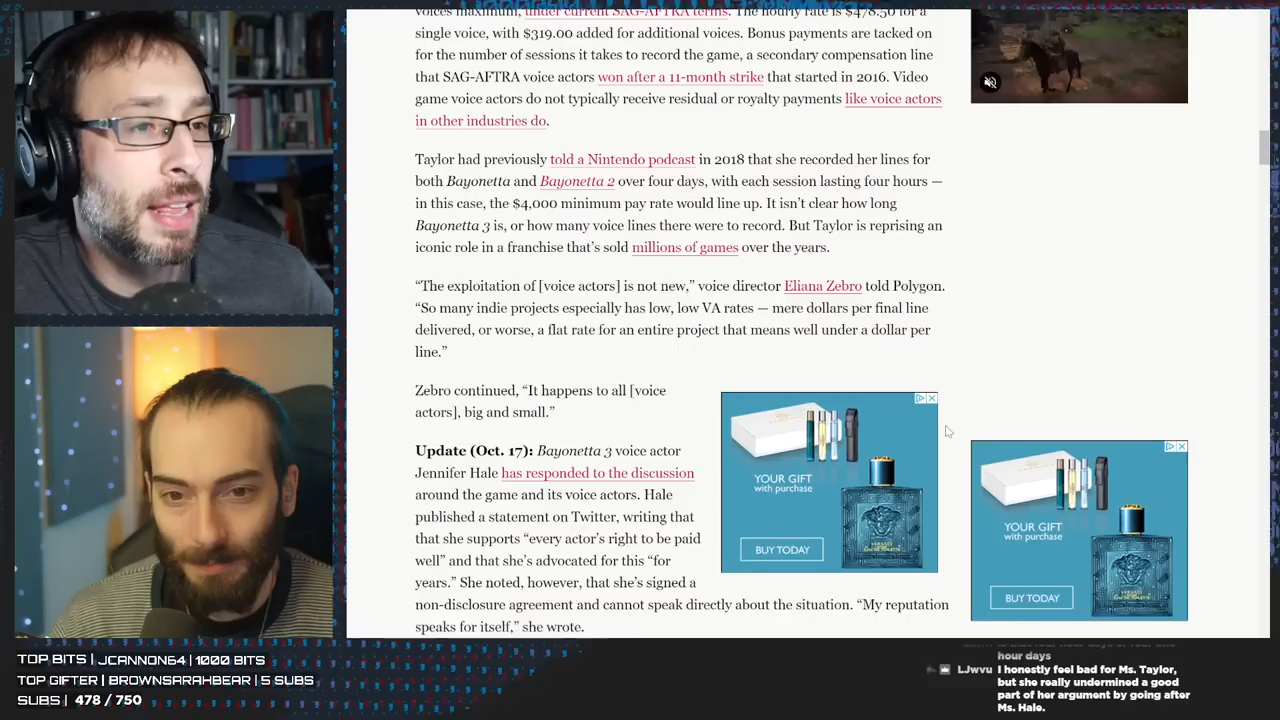 voices maximum, under current SAG-AFTRA terms. The hourly rate is $478.50 for a
single voice, with $319.00 added for additional voices. Bonus payments are tacked on
for the number of sessions it takes to record the game, a secondary compensation line
that SAG-AFTRA voice actors won after a 11-month strike that started in 2016. Video
game voice actors do not typically receive residual or royalty payments like voice actors
in other industries do.
Taylor had previously told a Nintendo podcast in 2018 that she recorded her lines for
both Bayonetta and Bayonetta 2 over four days, with each session lasting four hours —
in this case, the $4,000 minimum pay rate would line up. It isn’t clear how long
Bayonetta 3 is, or how many voice lines there were to record. But Taylor is reprising an
iconic role in a franchise that’s sold millions of games over the years.
“The exploitation of [voice actors] is not new,” voice director Eliana Zebro told Polygon.
“So many indie projects especially has low, low VA rates — mere dollars per final line
delivered, or worse, a flat rate for an entire project that means well under a dollar per
line.”
Zebro continued, “It happens to all [voice
actors], big and small.”
Update (Oct. 17): Bayonetta 3 voice actor
Jennifer Hale has responded to the discussion
around the game and its voice actors. Hale
published a statement on Twitter, writing that
that she supports “every actor’s right to be paid
well” and that she’s advocated for this “for
years.” She noted, however, that she’s signed a
non-disclosure agreement and cannot speak directly about the situation. “My reputation
speaks for itself,” she wrote.
YOUR GIFT
with purchase
BUY TODAY
YOUR GIFT
with purchase
BUY TODAY
TOP BITS | JCANNON64 | 1000 BITS
TOP GIFTER | BROWNSARAHBEAR | 5 SUBS
SUBS | 478 / 750
hour days
LJwvu I honestly feel bad for Ms. Taylor,
but she really undermined a good
part of her argument by going after
Ms. Hale.